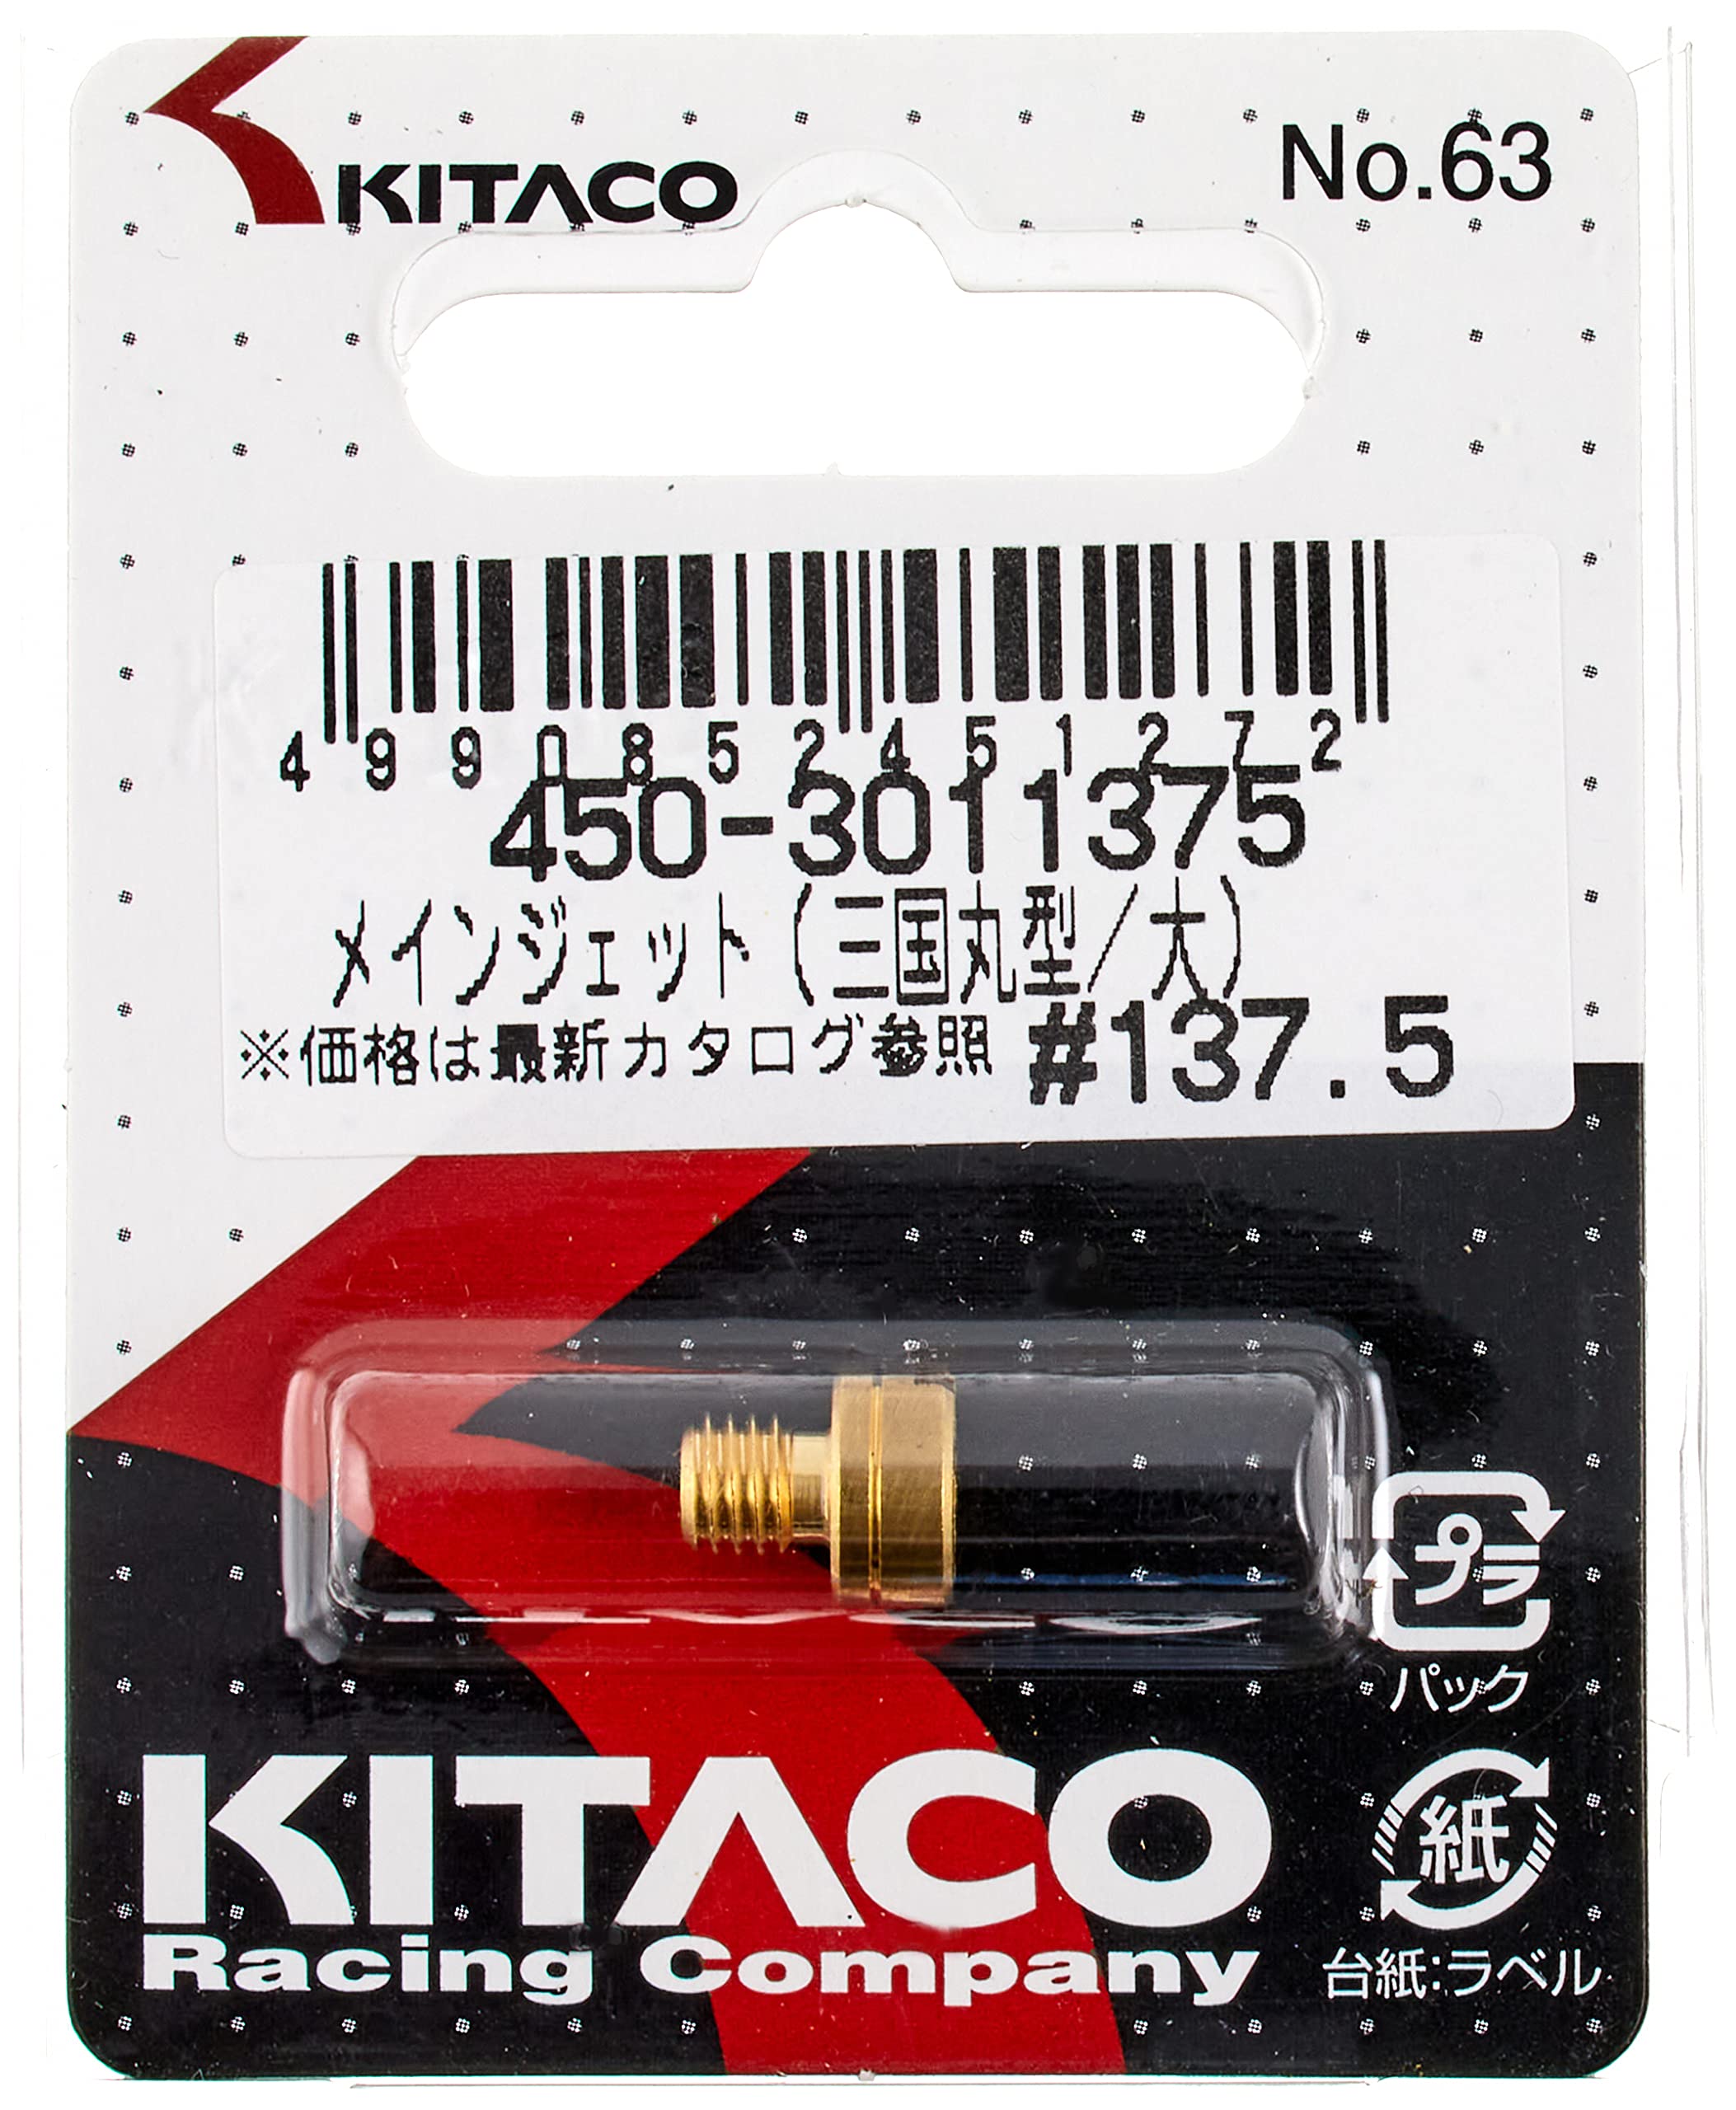 KITACO
No.63
4990852451272
450-3011375
メインジェット(三国丸型/大)
※価格は最新カタログ参照 #137.5
プラ
パック
KITACO
Racing Company
紙
台紙:ラベル